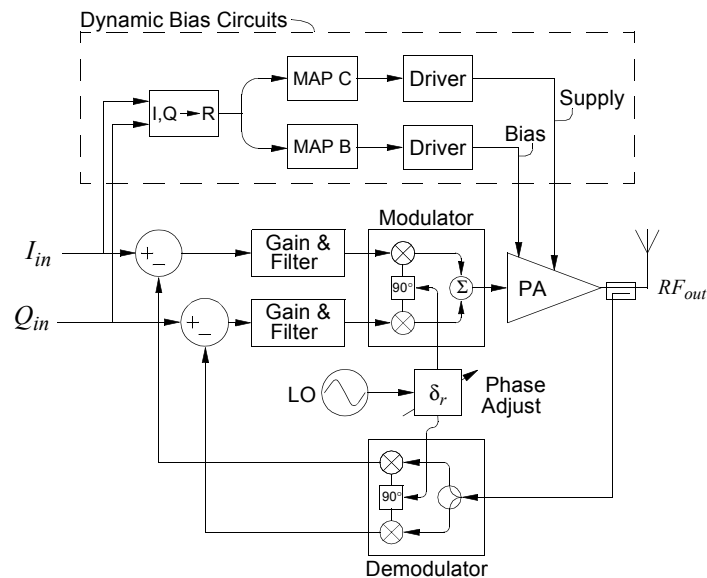 Dynamic Bias Circuits
MAP C
Driver
I,Q → R
Supply
MAP B
Driver
Bias
Modulator
I_in
+
−
Gain &
Filter
90°
Σ
PA
RF_out
Q_in
+
−
Gain &
Filter
LO
δ_r
Phase
Adjust
90°
Demodulator